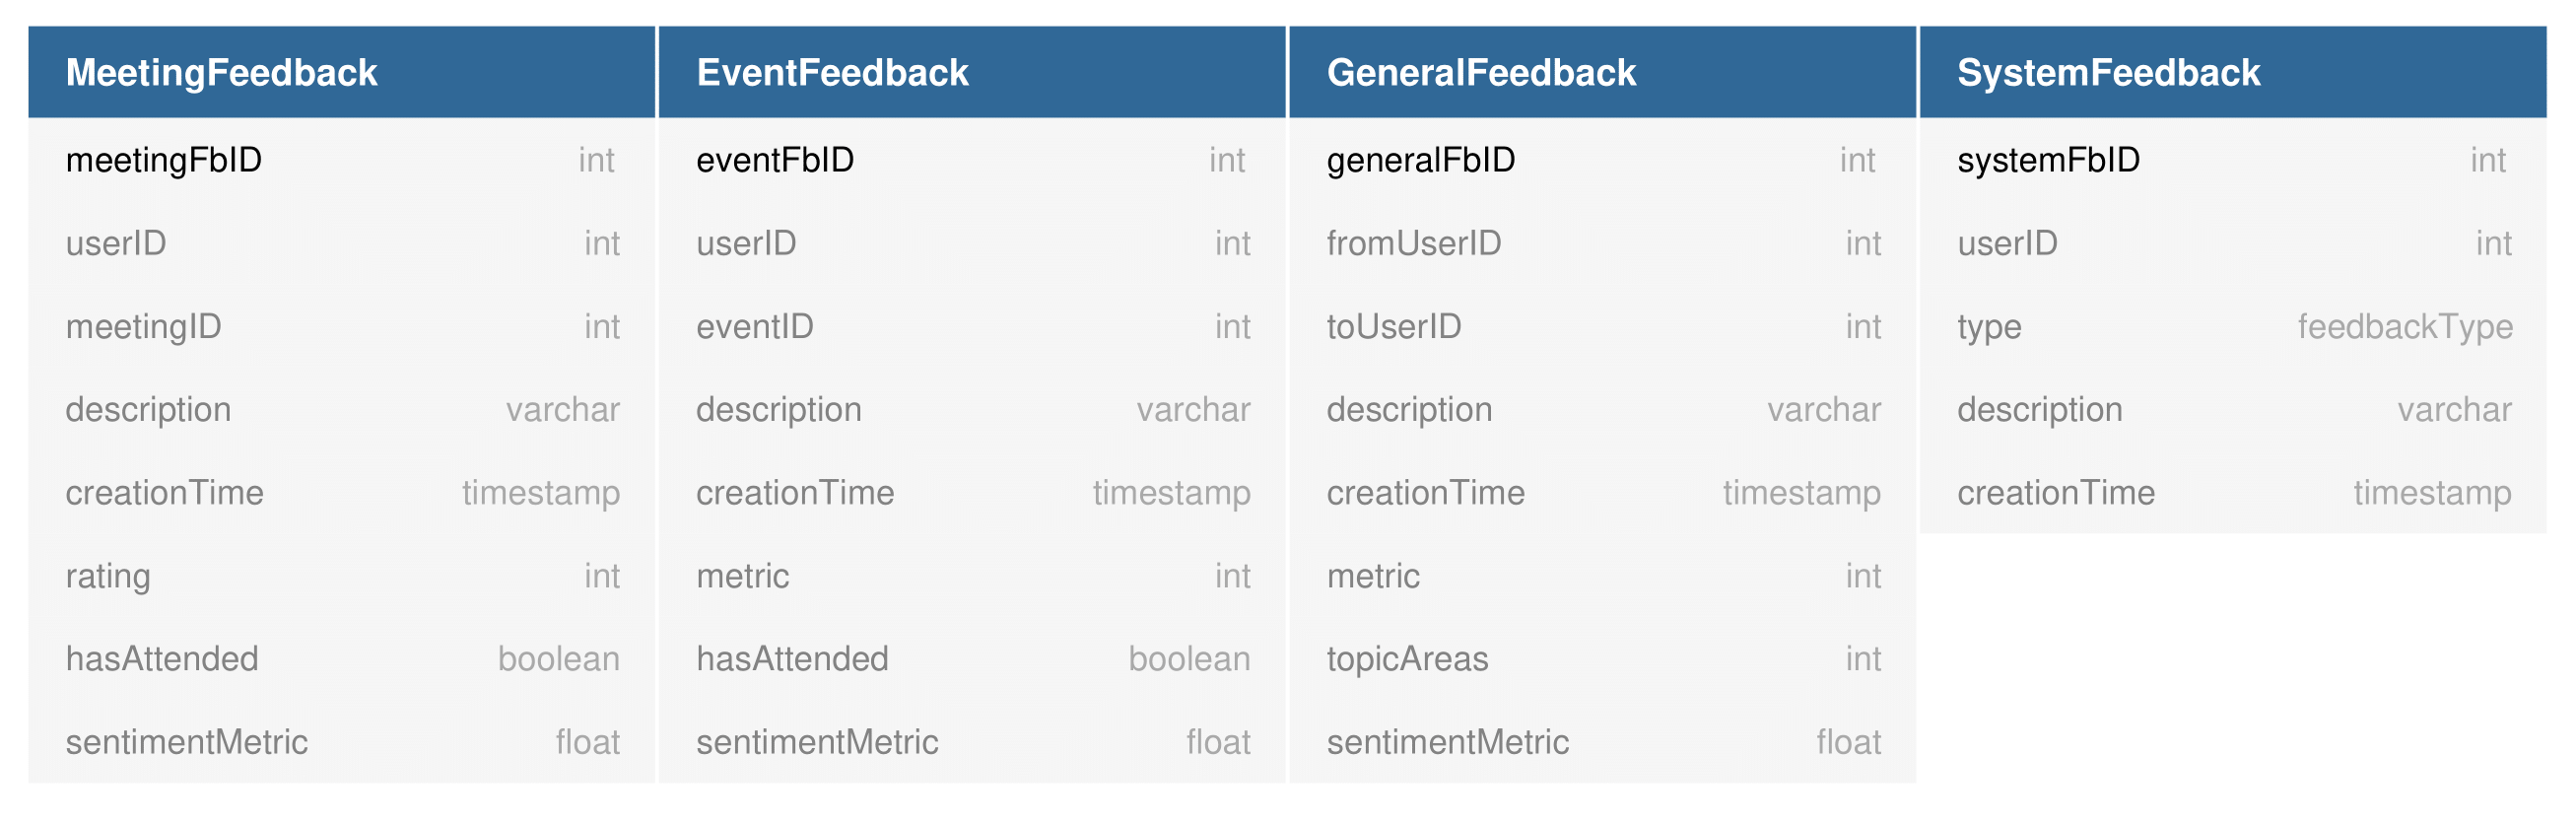 MeetingFeedback
meetingFbID int
userID int
meetingID int
description varchar
creationTime timestamp
rating int
hasAttended boolean
sentimentMetric float
EventFeedback
eventFbID int
userID int
eventID int
description varchar
creationTime timestamp
metric int
hasAttended boolean
sentimentMetric float
GeneralFeedback
generalFbID int
fromUserID int
toUserID int
description varchar
creationTime timestamp
metric int
topicAreas int
sentimentMetric float
SystemFeedback
systemFbID int
userID int
type feedbackType
description varchar
creationTime timestamp